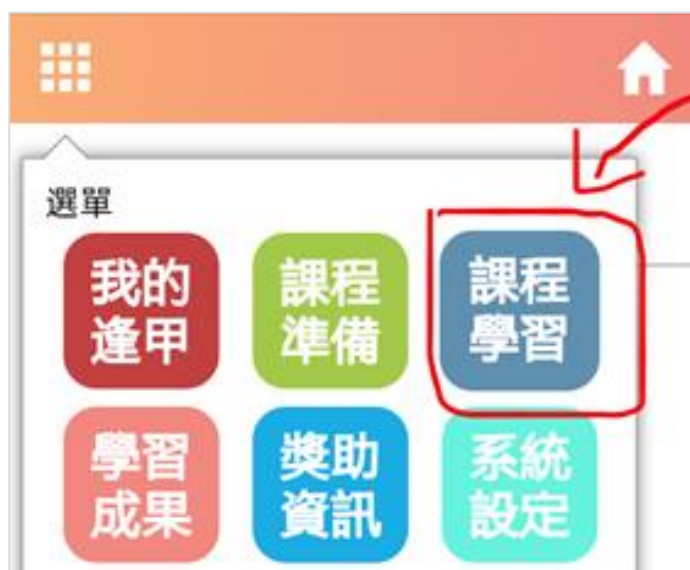 選單
我的 課程 課程
逢甲 準備 學習
學習 獎助 系統
成果 資訊 設定